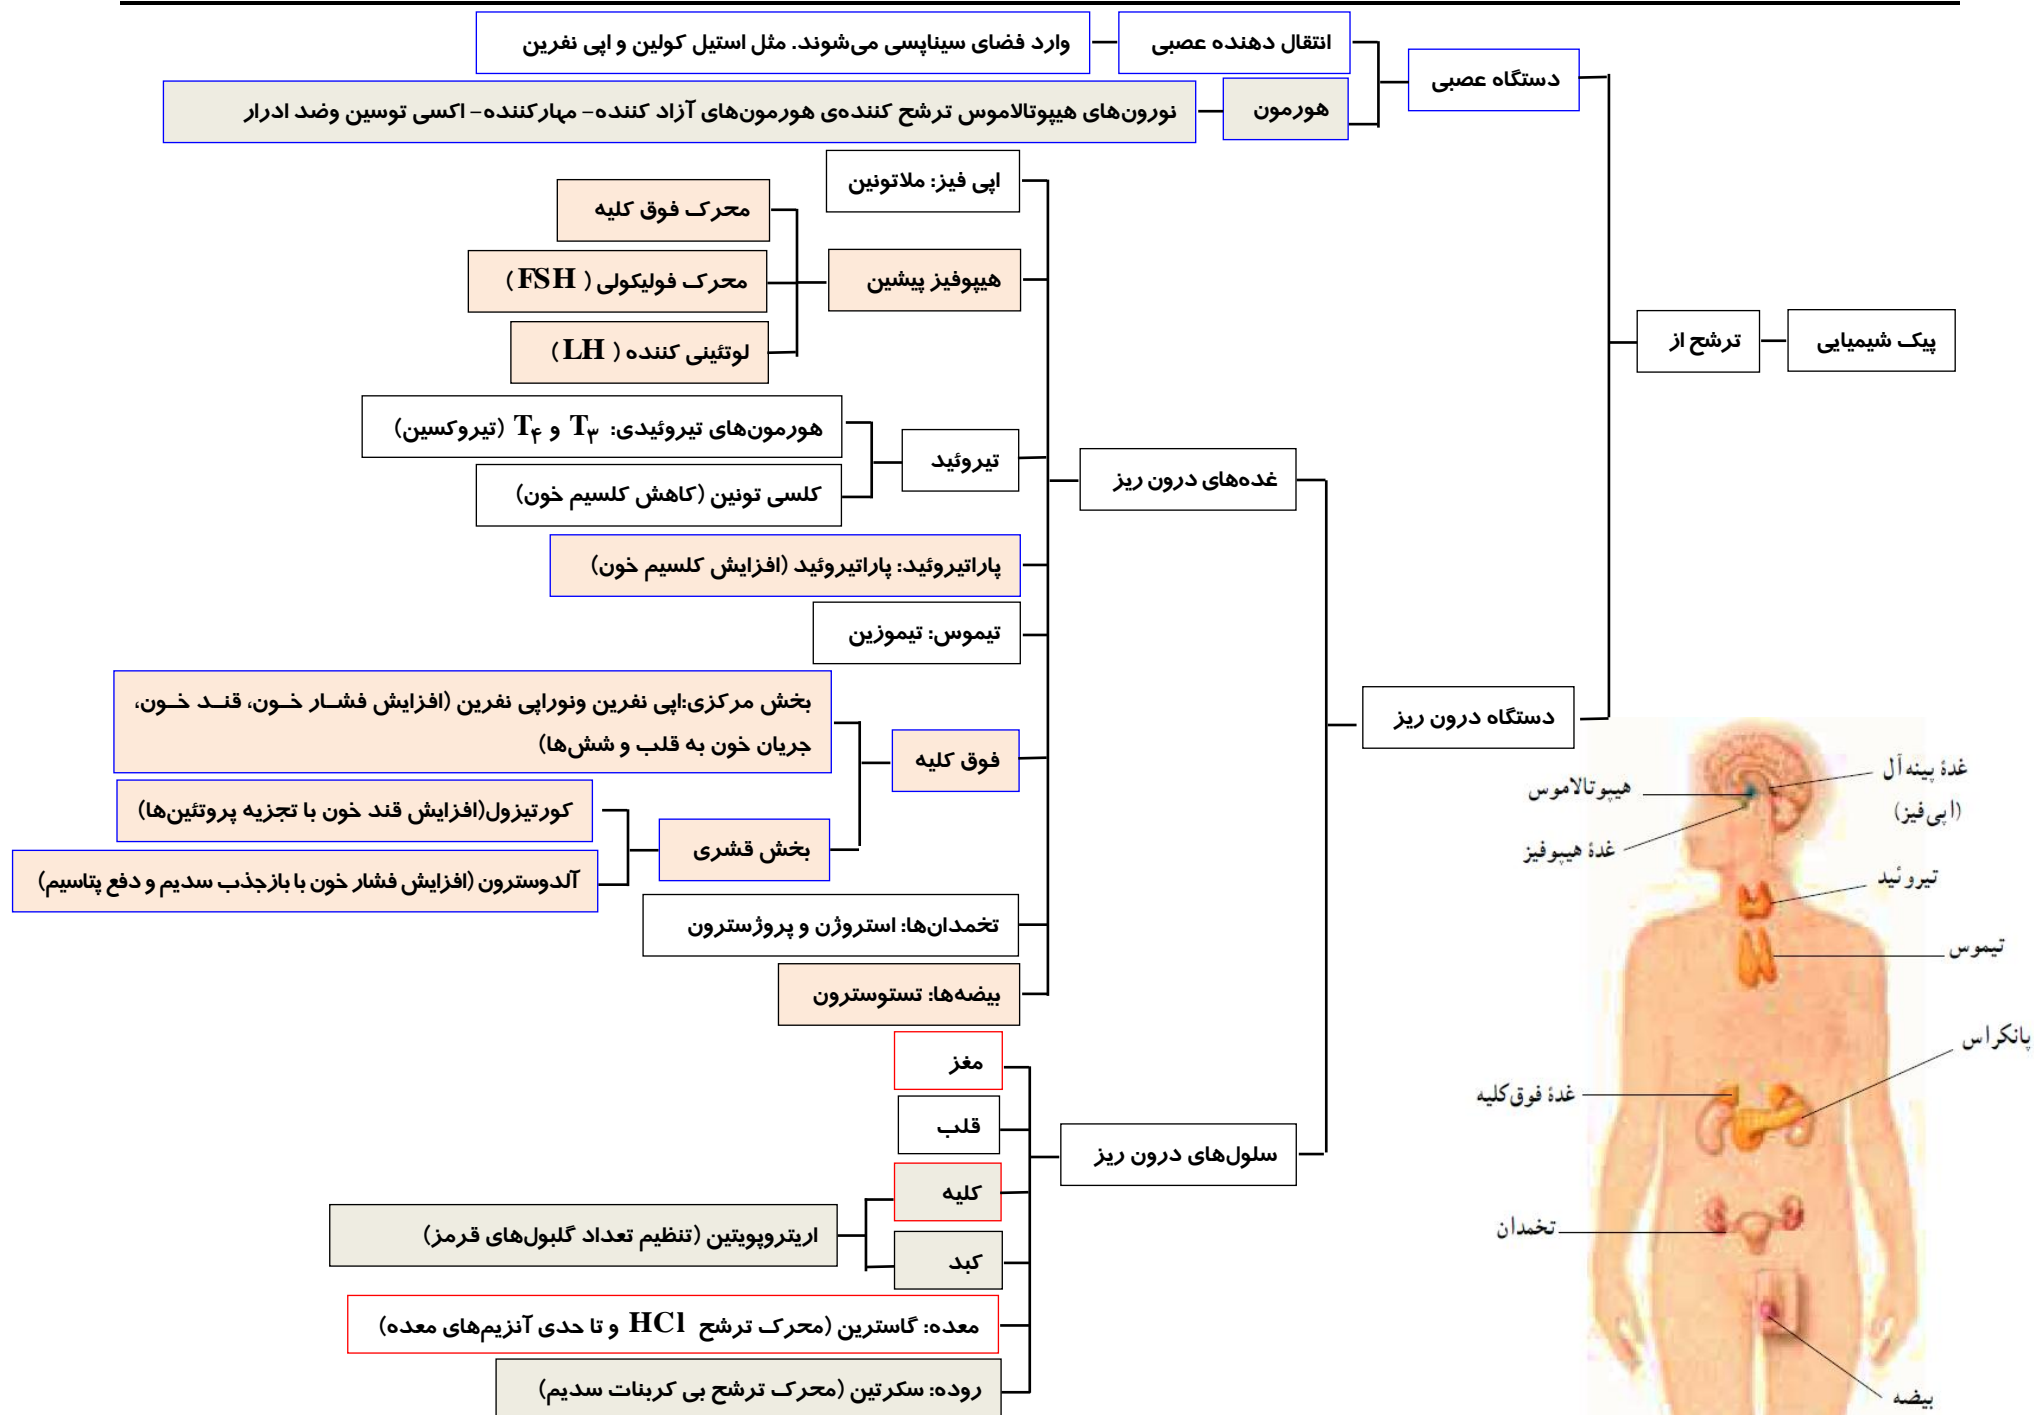 پیک شیمیایی
ترشح از
دستگاه عصبی
انتقال دهنده عصبی
وارد فضای سیناپسی می‌شوند. مثل استیل کولین و اپی نفرین
هورمون
نورون‌های هیپوتالاموس ترشح کننده‌ی هورمون‌های آزاد کننده- مهارکننده- اکسی توسین وضد ادرار
دستگاه درون ریز
غده‌های درون ریز
اپی فیز: ملاتونین
هیپوفیز پیشین
محرک فوق کلیه
محرک فولیکولی ( FSH )
لوتئینی کننده ( LH )
تیروئید
هورمون‌های تیروئیدی: T۳ و T۴ (تیروکسین)
کلسی تونین (کاهش کلسیم خون)
پاراتیروئید: پاراتیروئید (افزایش کلسیم خون)
تیموس: تیموزین
فوق کلیه
بخش مرکزی:اپی نفرین ونوراپی نفرین (افزایش فشـار خـون، قنـد خـون،
جریان خون به قلب و شش‌ها)
بخش قشری
کورتیزول(افزایش قند خون با تجزیه پروتئین‌ها)
آلدوسترون (افزایش فشار خون با بازجذب سدیم و دفع پتاسیم)
تخمدان‌ها: استروژن و پروژسترون
بیضه‌ها: تستوسترون
سلول‌های درون ریز
مغز
قلب
کلیه
کبد
اریتروپویتین (تنظیم تعداد گلبول‌های قرمز)
معده: گاسترین (محرک ترشح HCl و تا حدی آنزیم‌های معده)
روده: سکرتین (محرک ترشح بی کربنات سدیم)
غدهٔ پینه آل
(اپی‌فیز)
هیپوتالاموس
غدهٔ هیپوفیز
تیروئید
تیموس
پانکراس
غدهٔ فوق کلیه
تخمدان
بیضه